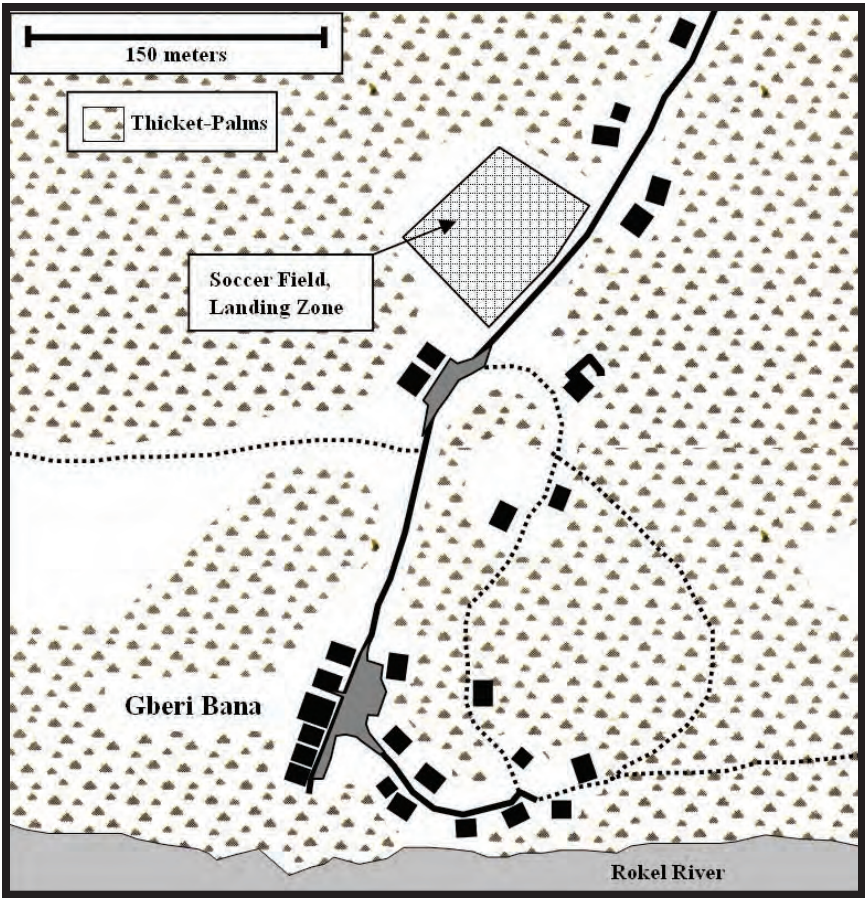 150 meters
Thicket-Palms
Soccer Field,
Landing Zone
Gberi Bana
Rokel River